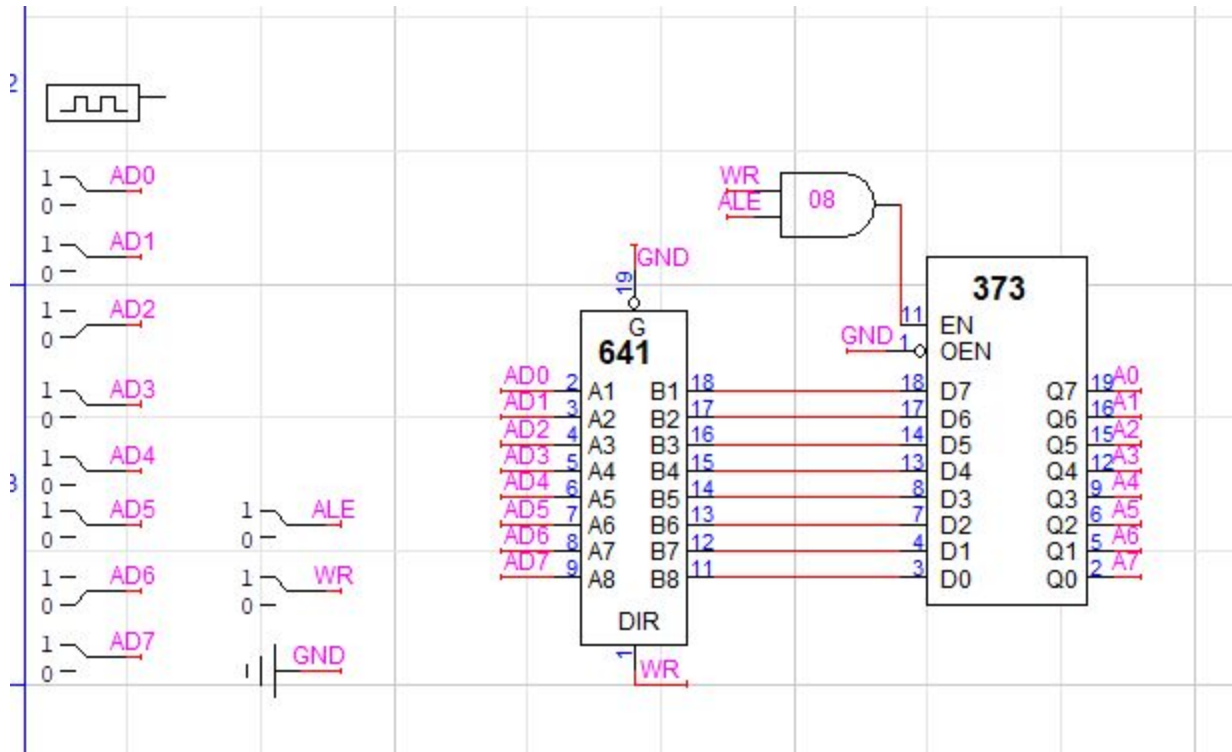 2
1
AD0
0
1
AD1
0
1
AD2
0
1
AD3
0
1
AD4
0
3
1
AD5
0
1
AD6
0
1
AD7
0
1
ALE
0
1
WR
0
GND
WR
ALE
08
GND
19
G
641
AD0 2 A1 B1 18
AD1 3 A2 B2 17
AD2 4 A3 B3 16
AD3 5 A4 B4 15
AD4 6 A5 B5 14
AD5 7 A6 B6 13
AD6 8 A7 B7 12
AD7 9 A8 B8 11
DIR
1
WR
373
11 EN
GND 1 OEN
18 D7 Q7 19 A0
17 D6 Q6 16 A1
14 D5 Q5 15 A2
13 D4 Q4 12 A3
8 D3 Q3 9 A4
7 D2 Q2 6 A5
4 D1 Q1 5 A6
3 D0 Q0 2 A7